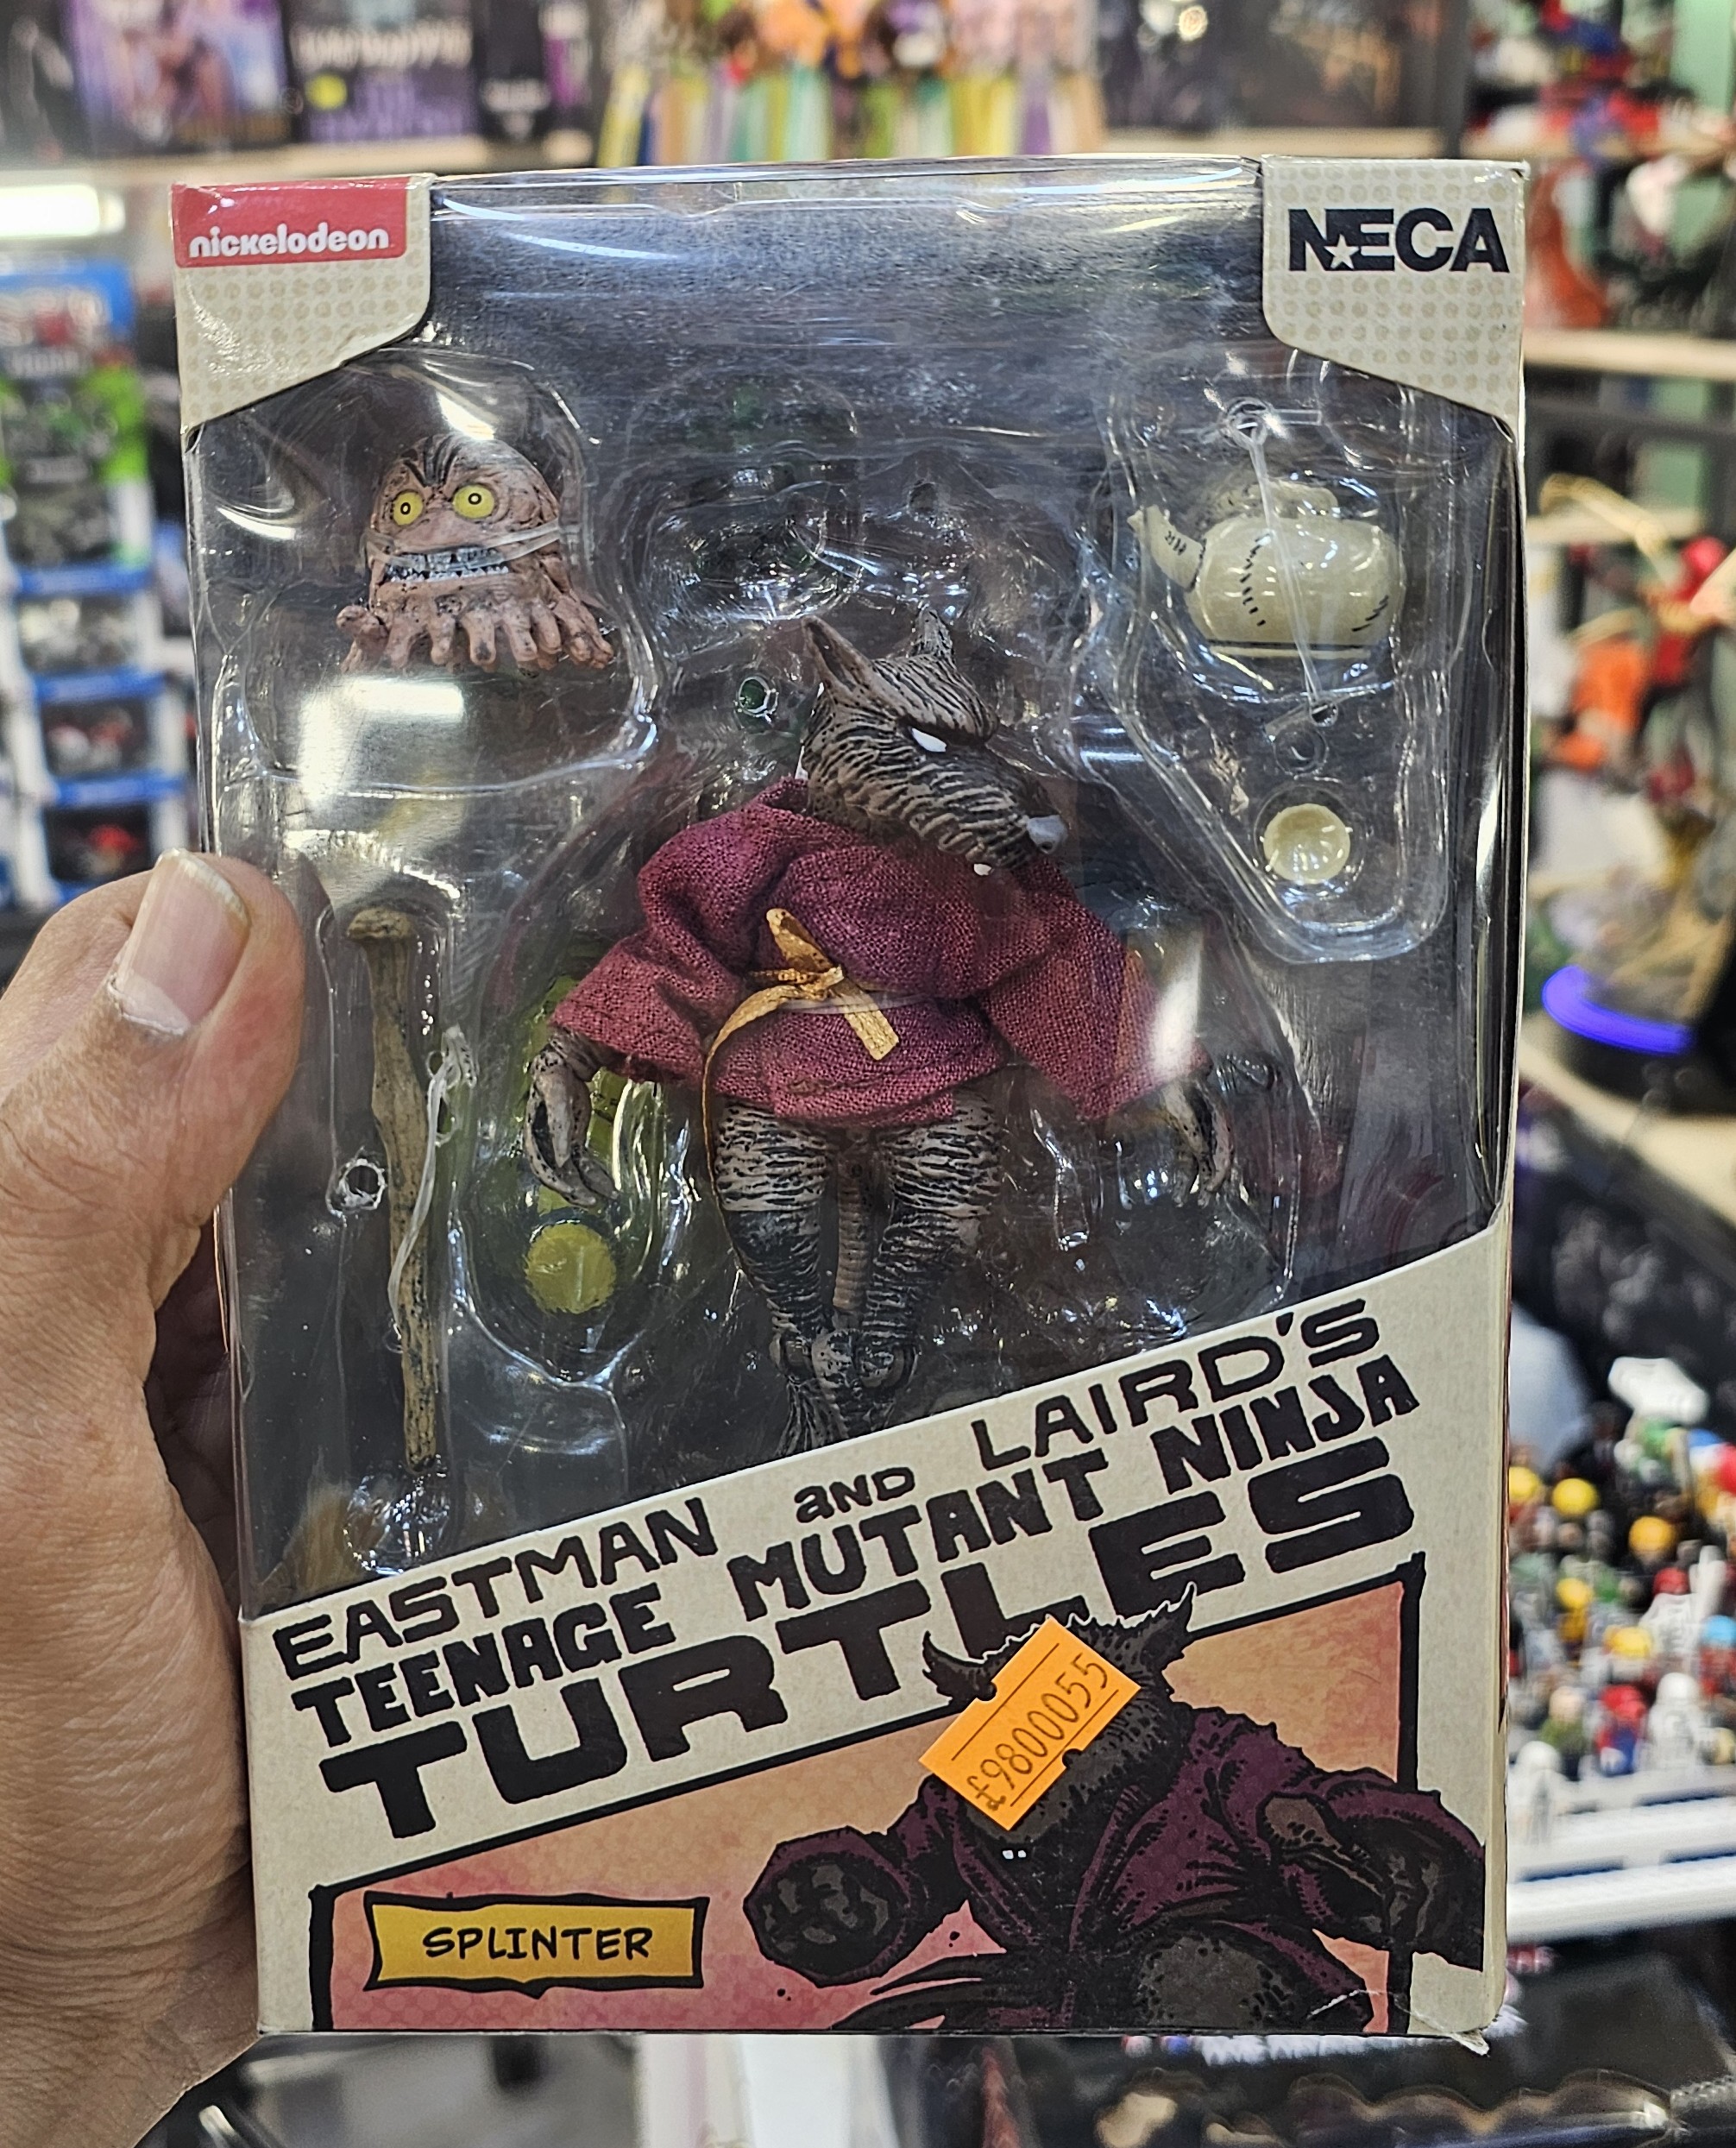 nickelodeon
NECA
EASTMAN AND LAIRD'S
TEENAGE MUTANT NINJA
TURTLES
£9800055
SPLINTER